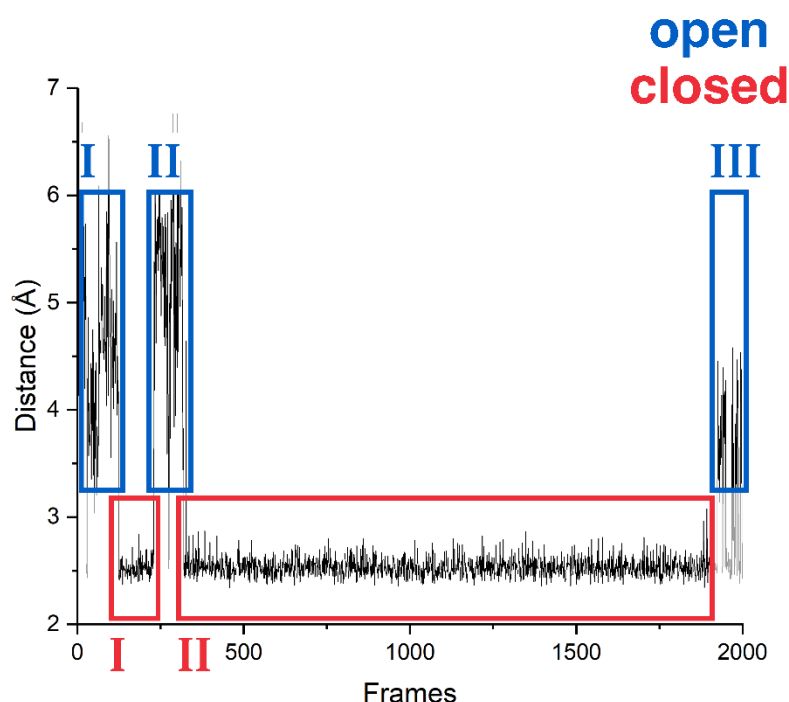 open
closed
7
I II III
6
5
Distance (Å)
4
3
2
I II
0 500 1000 1500 2000
Frames